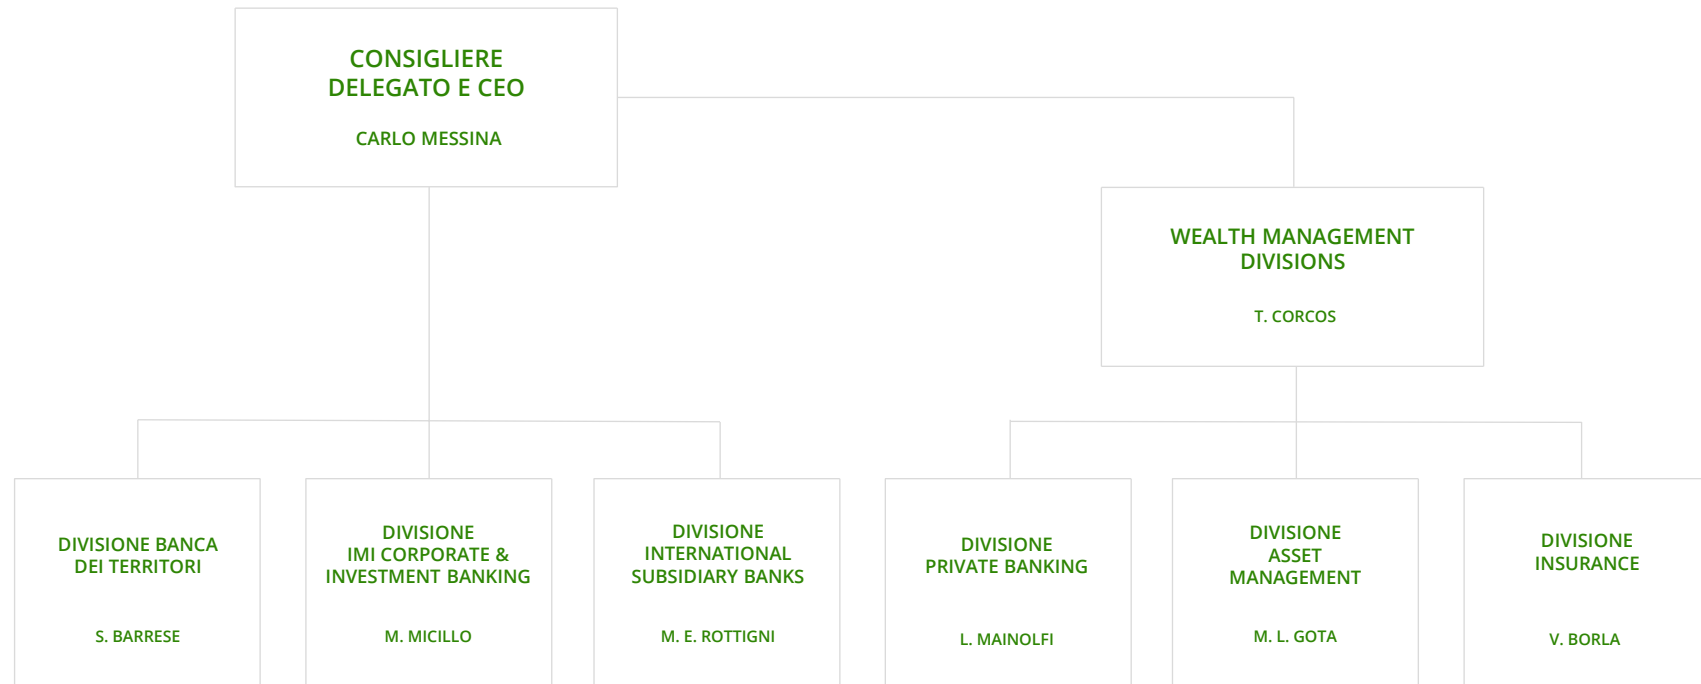 CONSIGLIERE
DELEGATO E CEO
CARLO MESSINA
WEALTH MANAGEMENT
DIVISIONS
T. CORCOS
DIVISIONE BANCA
DEI TERRITORI
S. BARRESE
DIVISIONE
IMI CORPORATE &
INVESTMENT BANKING
M. MICILLO
DIVISIONE
INTERNATIONAL
SUBSIDIARY BANKS
M. E. ROTTIGNI
DIVISIONE
PRIVATE BANKING
L. MAINOLFI
DIVISIONE
ASSET
MANAGEMENT
M. L. GOTA
DIVISIONE
INSURANCE
V. BORLA